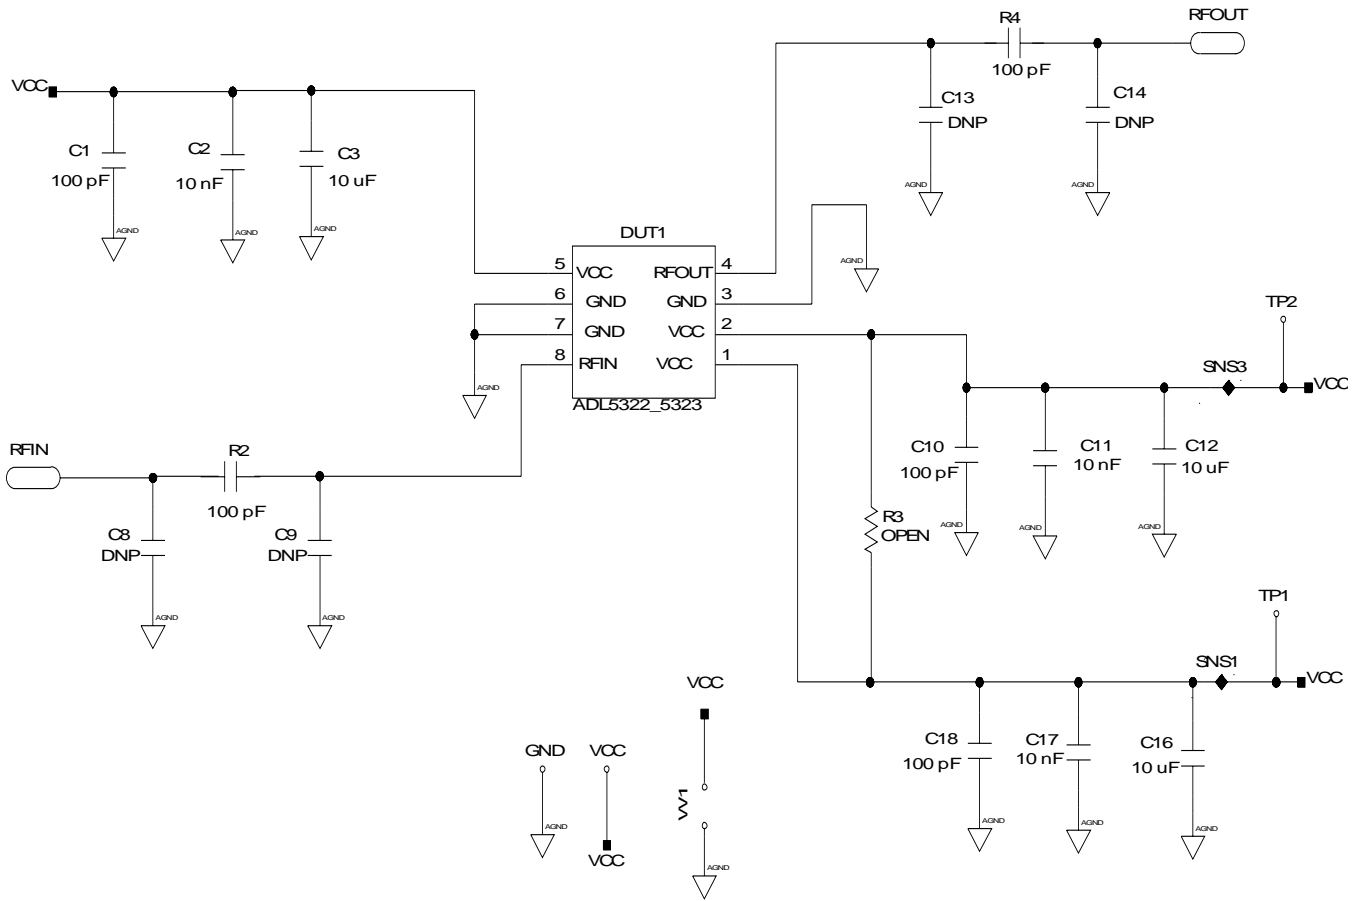 R4
RFOUT
100 pF
VCC
C13
DNP
C14
DNP
C1
100 pF
C2
10 nF
C3
10 uF
AGND
AGND
AGND
AGND
AGND
DUT1
5
VCC
RFOUT
4
6
GND
GND
3
7
GND
VCC
2
8
RFIN
VCC
1
ADL5322_5323
AGND
AGND
TP2
SNS3
VCC
RFIN
R2
100 pF
C8
DNP
C9
DNP
AGND
AGND
C10
100 pF
C11
10 nF
C12
10 uF
R3
OPEN
AGND
AGND
AGND
TP1
SNS1
VCC
VCC
C18
100 pF
C17
10 nF
C16
10 uF
GND
VCC
W1
AGND
AGND
AGND
AGND
VCC
AGND